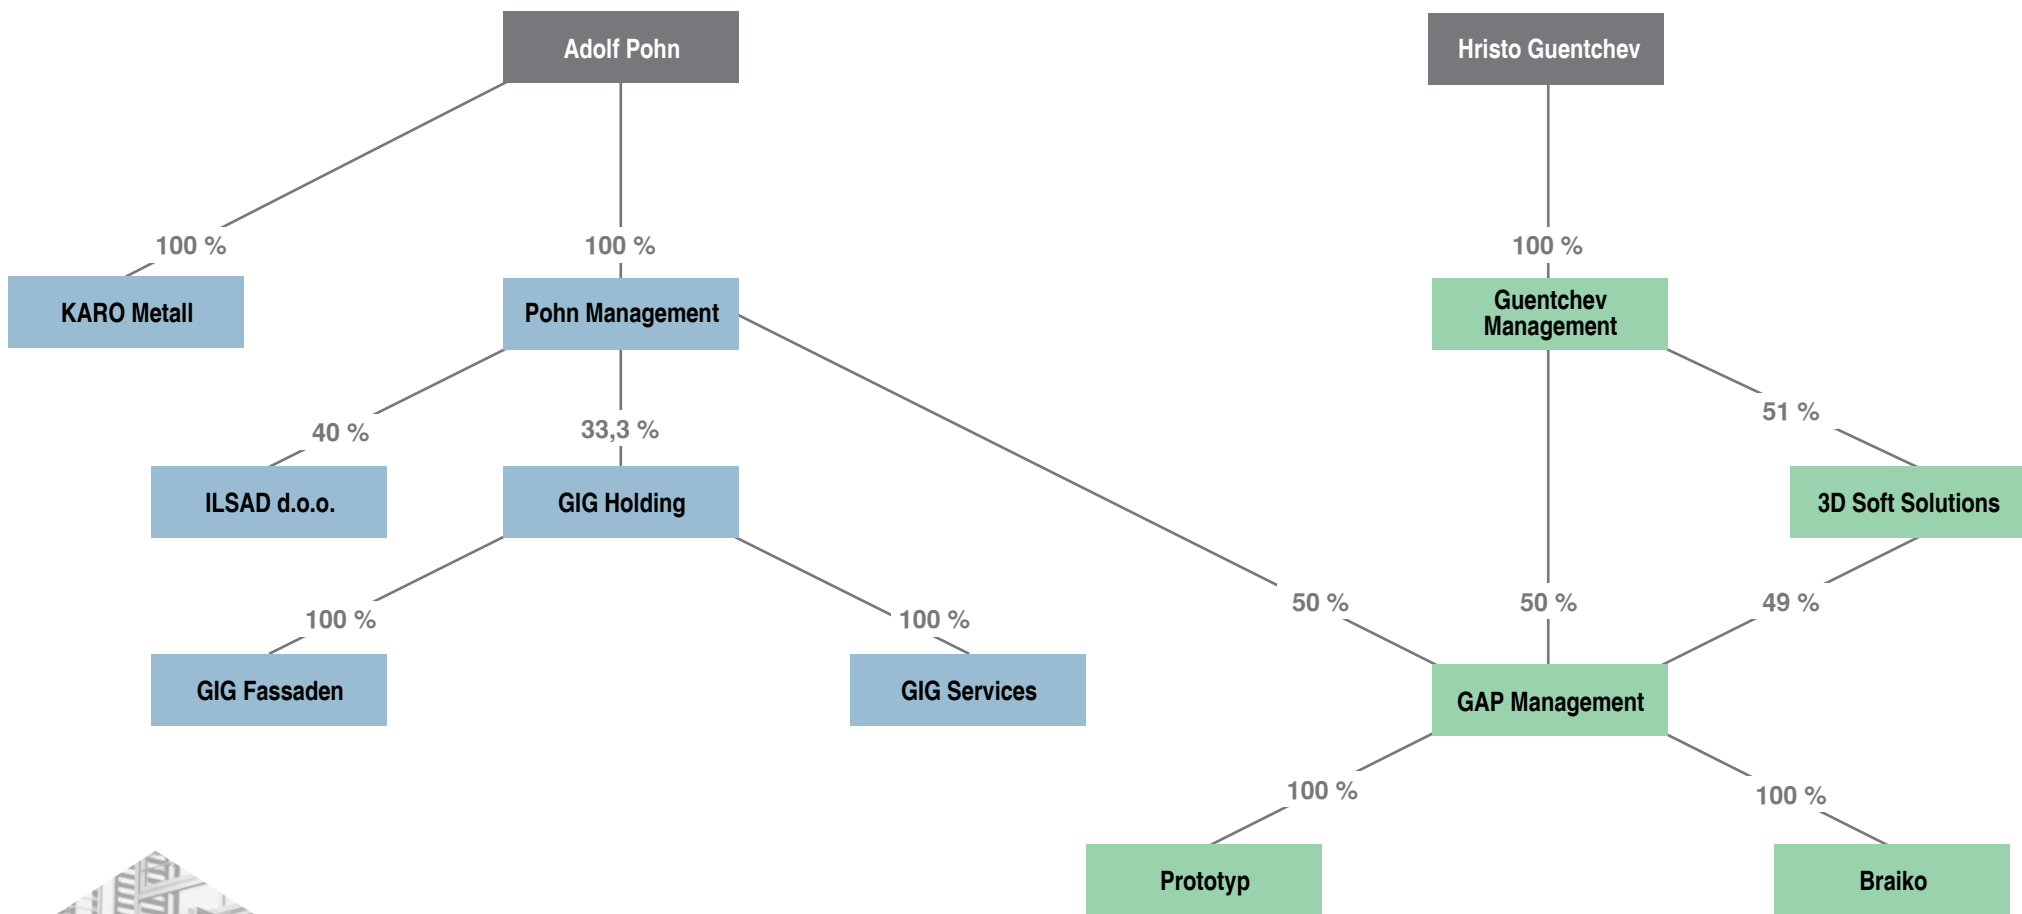 Adolf Pohn
Hristo Guentchev
100 %
100 %
100 %
KARO Metall
Pohn Management
Guentchev
Management
40 %
33,3 %
51 %
ILSAD d.o.o.
GIG Holding
3D Soft Solutions
100 %
100 %
50 %
50 %
49 %
GIG Fassaden
GIG Services
GAP Management
100 %
100 %
Prototyp
Braiko